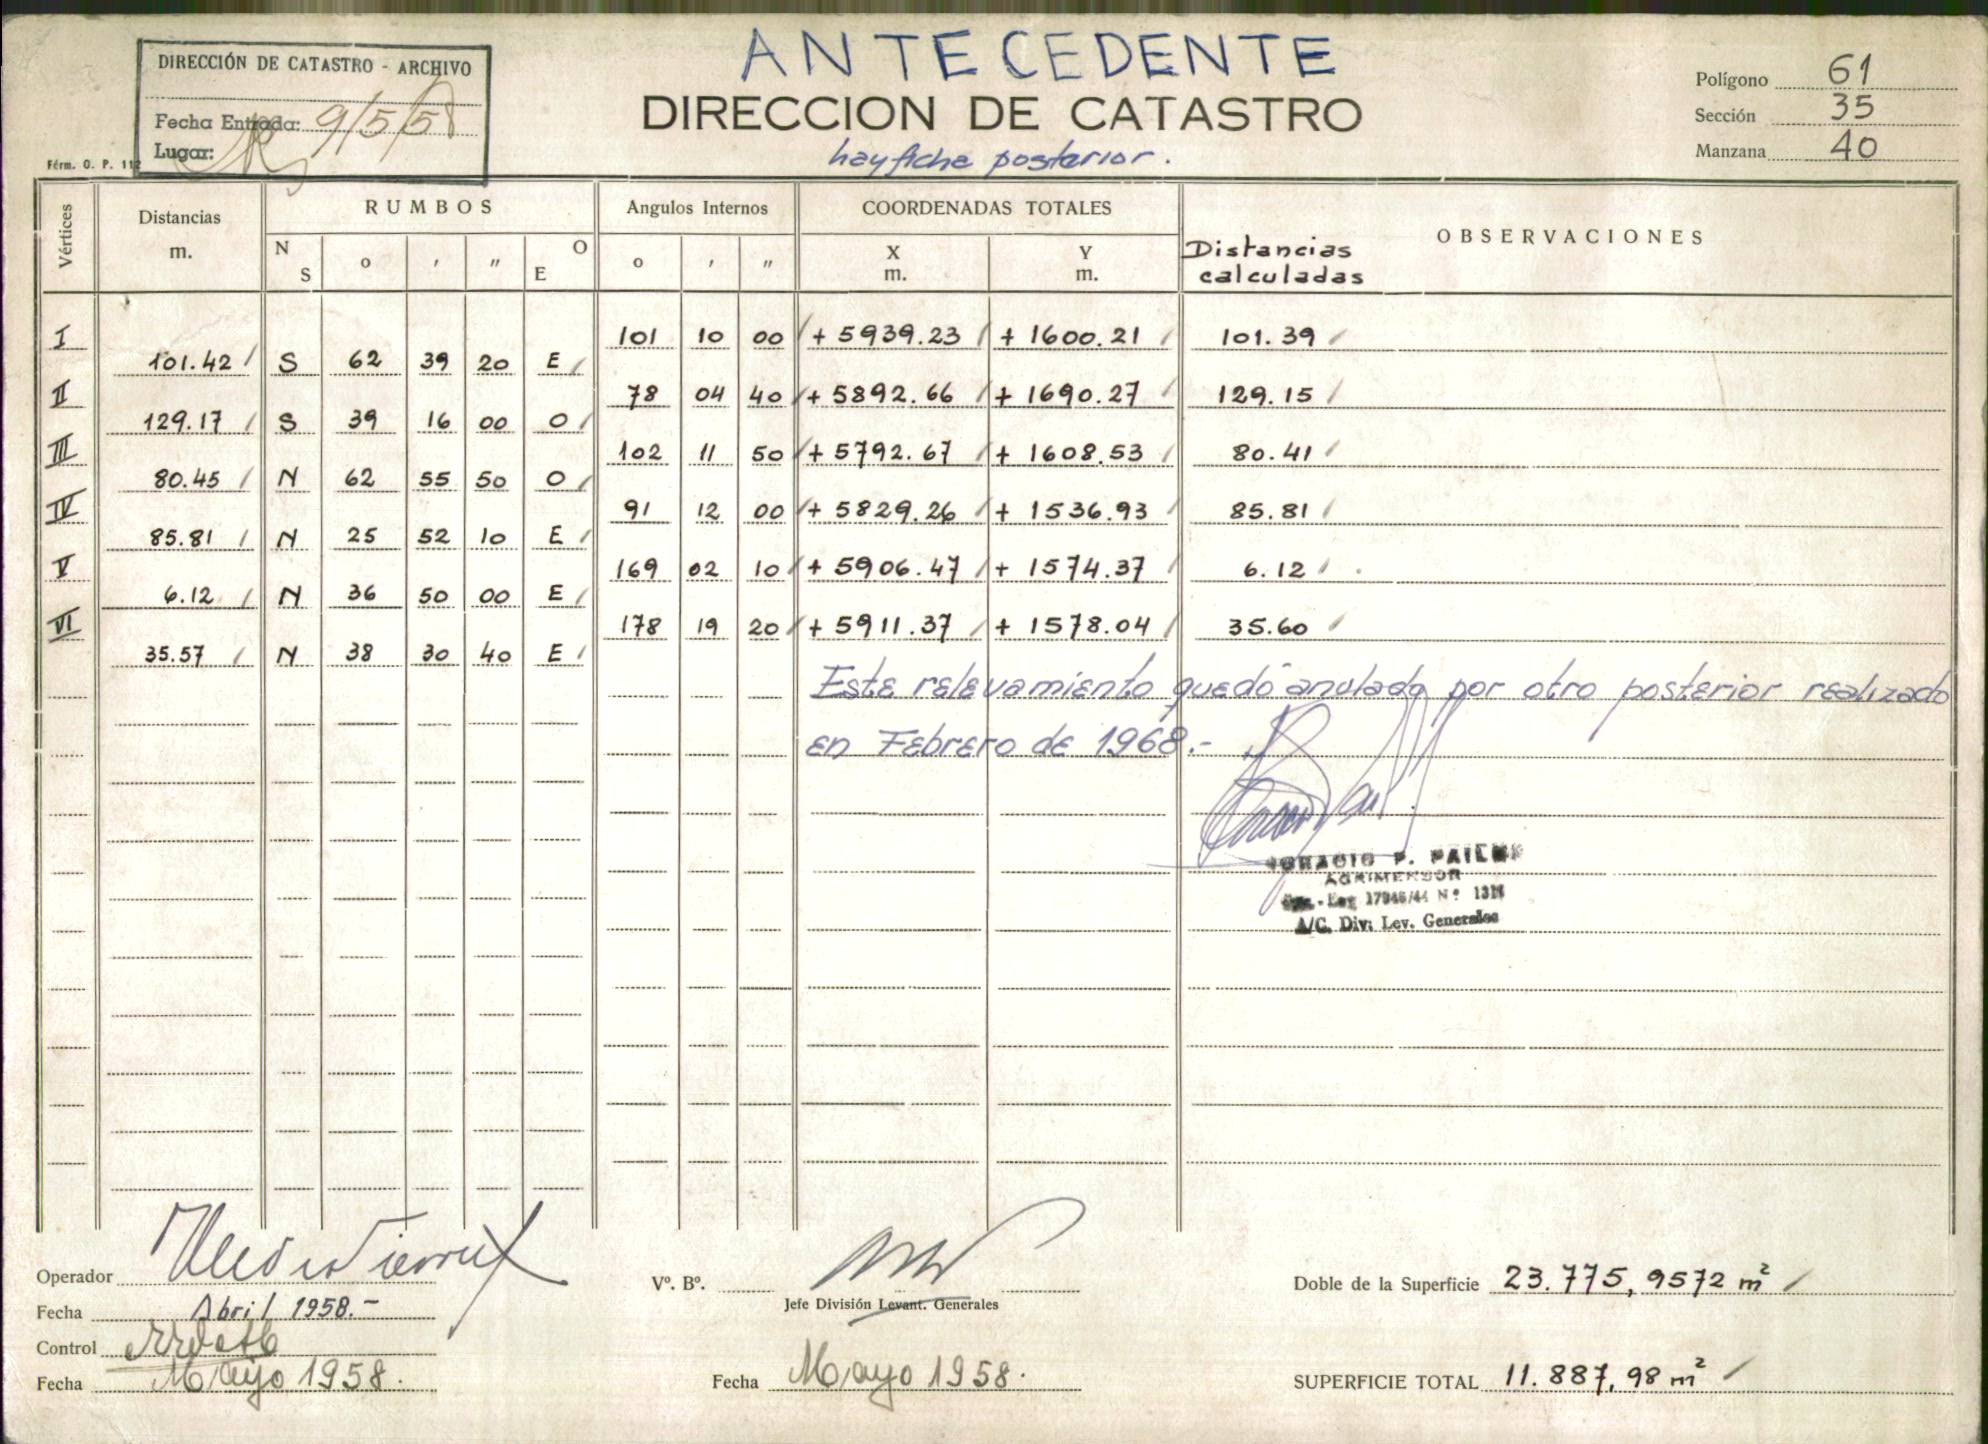 ANTECEDENTE
DIRECCIÓN DE CATASTRO - ARCHIVO
Fecha Entrada: 9/5/58
Lugar:
DIRECCION DE CATASTRO
hay ficha posterior.
Polígono 61
Sección 35
Manzana 40
Fórm. O. P. 112
Vértices Distancias m. RUMBOS Angulos Internos COORDENADAS TOTALES Distancias calculadas OBSERVACIONES
N S o ' " O E o ' " X m. Y m.
I 101 10 00 + 5939.23 + 1600.21 101.39
101.42 S 62 39 20 E
II 78 04 40 + 5892.66 + 1690.27 129.15
129.17 S 39 16 00 O
III 102 11 50 + 5792.67 + 1608.53 80.41
80.45 N 62 55 50 O
IV 91 12 00 + 5829.26 + 1536.93 85.81
85.81 N 25 52 10 E
V 169 02 10 + 5906.47 + 1574.37 6.12
6.12 N 36 50 00 E
VI 178 19 20 + 5911.37 + 1578.04 35.60
35.57 N 38 30 40 E
Este relevamiento quedó anulado por otro posterior realizado
en Febrero de 1968.-
AGRIMENSOR
A/C. Div: Lev. Generales
Operador
Fecha Abril 1958.-
Control
Fecha Mayo 1958.
Vº. Bº.
Jefe División Levant. Generales
Fecha Mayo 1958.
Doble de la Superficie 23.775,9572 m²
SUPERFICIE TOTAL 11.887,98 m²